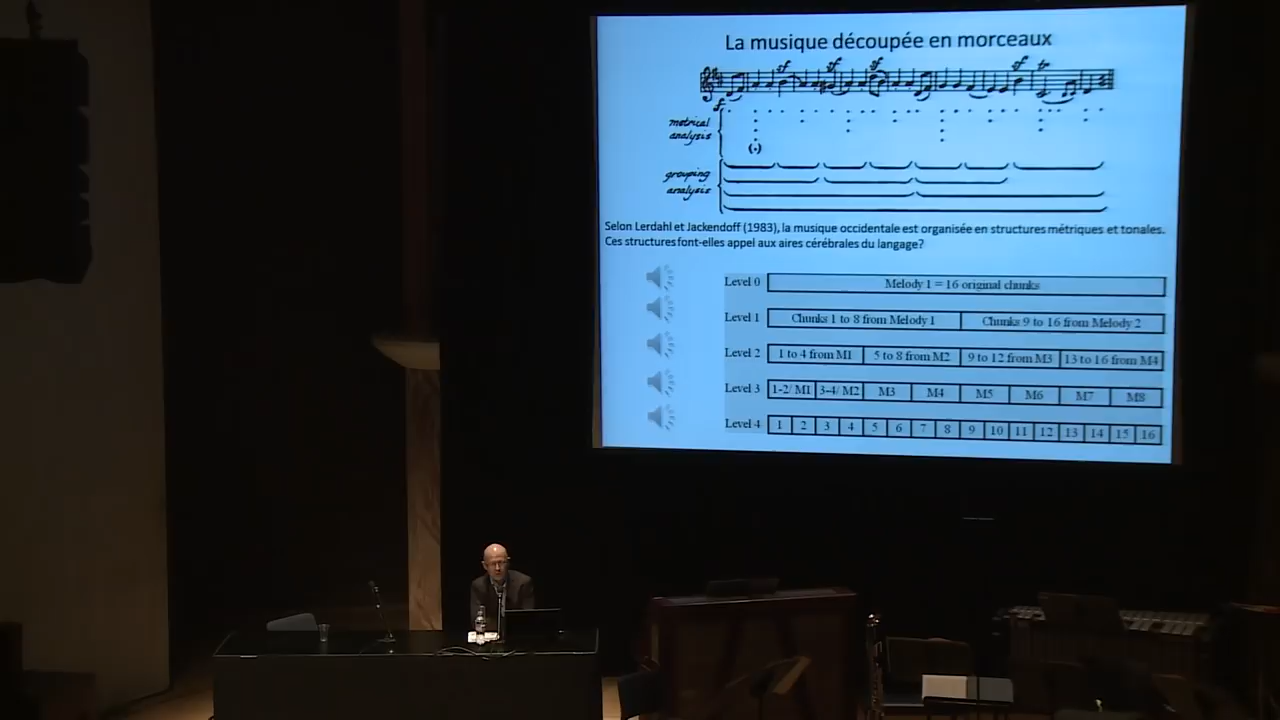 La musique découpée en morceaux
sf sf sf sf tr
f
metrical
analysis
(·)
grouping
analysis
Selon Lerdahl et Jackendoff (1983), la musique occidentale est organisée en structures métriques et tonales.
Ces structures font-elles appel aux aires cérébrales du langage?
Level 0 Melody 1 = 16 original chunks
Level 1 Chunks 1 to 8 from Melody 1 Chunks 9 to 16 from Melody 2
Level 2 1 to 4 from M1 5 to 8 from M2 9 to 12 from M3 13 to 16 from M4
Level 3 1-2/ M1 3-4/ M2 M3 M4 M5 M6 M7 M8
Level 4 1 2 3 4 5 6 7 8 9 10 11 12 13 14 15 16